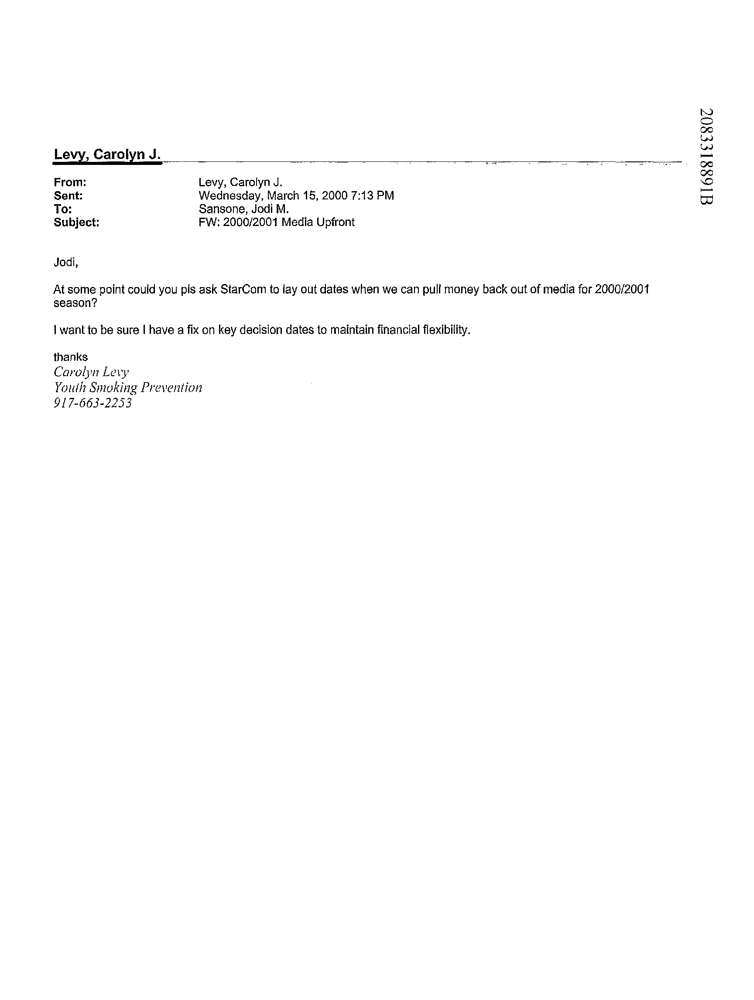 2083318891B
Levy, Carolyn J.
From: Levy, Carolyn J.
Sent: Wednesday, March 15, 2000 7:13 PM
To: Sansone, Jodi M.
Subject: FW: 2000/2001 Media Upfront
Jodi,
At some point could you pls ask StarCom to lay out dates when we can pull money back out of media for 2000/2001
season?
I want to be sure I have a fix on key decision dates to maintain financial flexibility.
thanks
Carolyn Levy
Youth Smoking Prevention
917-663-2253